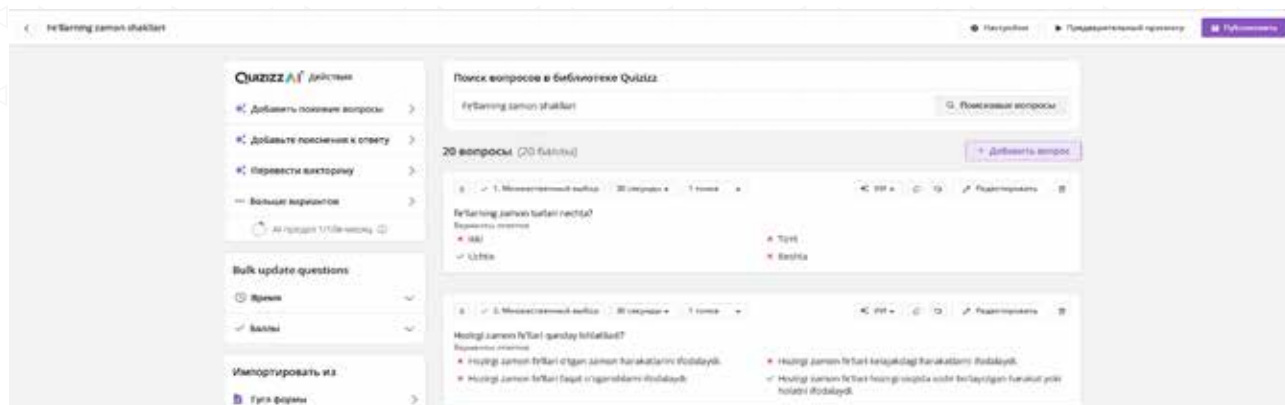 Fe'llarning zamon shakllari
Настройки
Предварительный просмотр
Публиковать
Quizizz AI действия
Добавить похожие вопросы
Добавьте пояснения к ответу
Перевести викторину
Больше вариантов
AI предел
Bulk update questions
Время
Баллы
Импортировать из
Гугл формы
Поиск вопросов в библиотеке Quizizz
Fe'llarning zamon shakllari
Поисковые вопросы
20 вопросы (20 баллы)
+ Добавить вопрос
1. Множественный выбор
30 секунды
1 точка
Редактировать
Fe'llarning zamon turlari nechta?
Варианты ответов
Ikki
To'rt
Uchta
Beshta
2. Множественный выбор
30 секунды
1 точка
Редактировать
Hozirgi zamon fe'llari qanday ishlatiladi?
Варианты ответов
Hozirgi zamon fe'llari o'tgan zamon harakatlarini ifodalaydi.
Hozirgi zamon fe'llari kelajakdagi harakatlarni ifodalaydi.
Hozirgi zamon fe'llari faqat o'zgarishlarni ifodalaydi.
Hozirgi zamon fe'llari hozirgi vaqtda sodir bo'layotgan harakat yoki
holatni ifodalaydi.